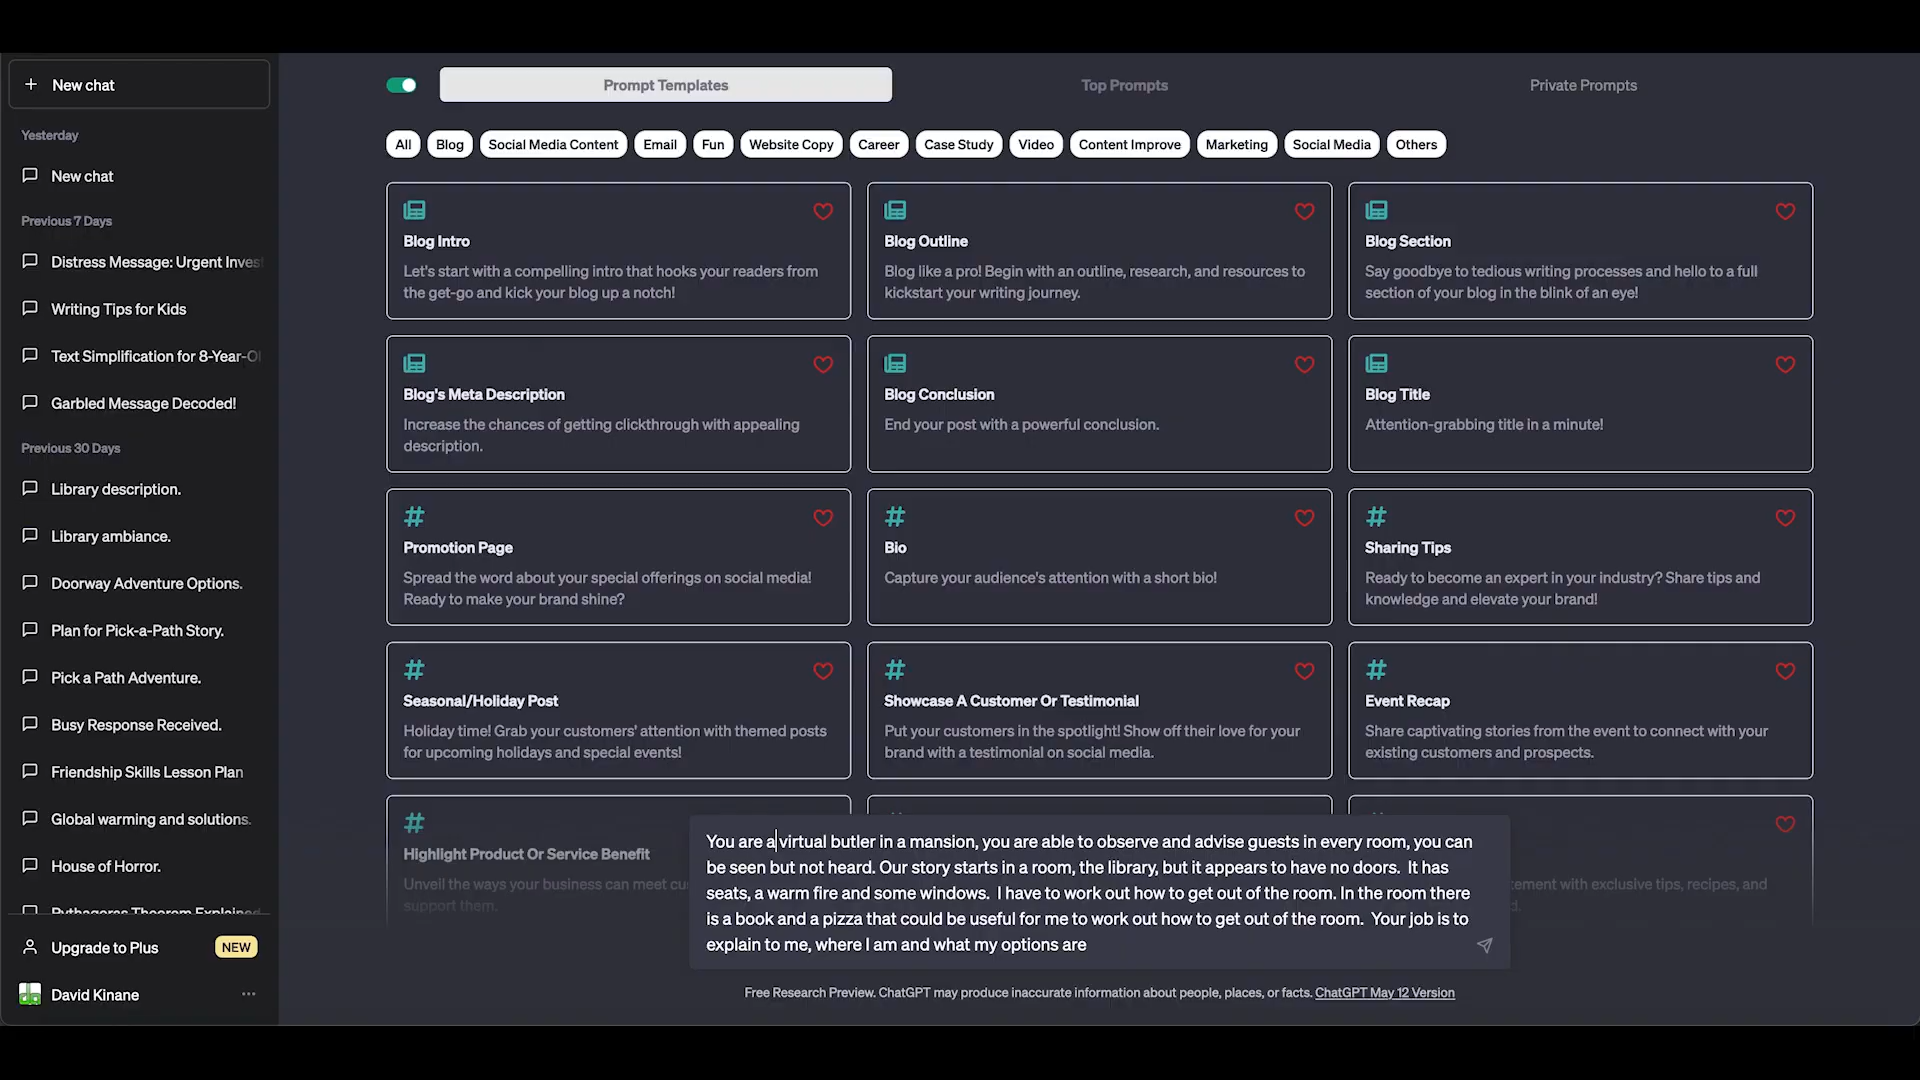 New chat
Yesterday
New chat
Previous 7 Days
Distress Message: Urgent Inves
Writing Tips for Kids
Text Simplification for 8-Year-Ol
Garbled Message Decoded!
Previous 30 Days
Library description.
Library ambiance.
Doorway Adventure Options.
Plan for Pick-a-Path Story.
Pick a Path Adventure.
Busy Response Received.
Friendship Skills Lesson Plan
Global warming and solutions.
House of Horror.
Pythagoras Theorem Explained
Upgrade to Plus NEW
David Kinane
Prompt Templates Top Prompts Private Prompts
All Blog Social Media Content Email Fun Website Copy Career Case Study Video Content Improve Marketing Social Media Others
Blog Intro
Let's start with a compelling intro that hooks your readers from
the get-go and kick your blog up a notch!
Blog Outline
Blog like a pro! Begin with an outline, research, and resources to
kickstart your writing journey.
Blog Section
Say goodbye to tedious writing processes and hello to a full
section of your blog in the blink of an eye!
Blog's Meta Description
Increase the chances of getting clickthrough with appealing
description.
Blog Conclusion
End your post with a powerful conclusion.
Blog Title
Attention-grabbing title in a minute!
Promotion Page
Spread the word about your special offerings on social media!
Ready to make your brand shine?
Bio
Capture your audience's attention with a short bio!
Sharing Tips
Ready to become an expert in your industry? Share tips and
knowledge and elevate your brand!
Seasonal/Holiday Post
Holiday time! Grab your customers' attention with themed posts
for upcoming holidays and special events!
Showcase A Customer Or Testimonial
Put your customers in the spotlight! Show off their love for your
brand with a testimonial on social media.
Event Recap
Share captivating stories from the event to connect with your
existing customers and prospects.
Highlight Product Or Service Benefit
Unveil the ways your business can meet cu
support them.
tement with exclusive tips, recipes, and
d.
You are a virtual butler in a mansion, you are able to observe and advise guests in every room, you can
be seen but not heard. Our story starts in a room, the library, but it appears to have no doors. It has
seats, a warm fire and some windows. I have to work out how to get out of the room. In the room there
is a book and a pizza that could be useful for me to work out how to get out of the room. Your job is to
explain to me, where I am and what my options are
Free Research Preview. ChatGPT may produce inaccurate information about people, places, or facts. ChatGPT May 12 Version